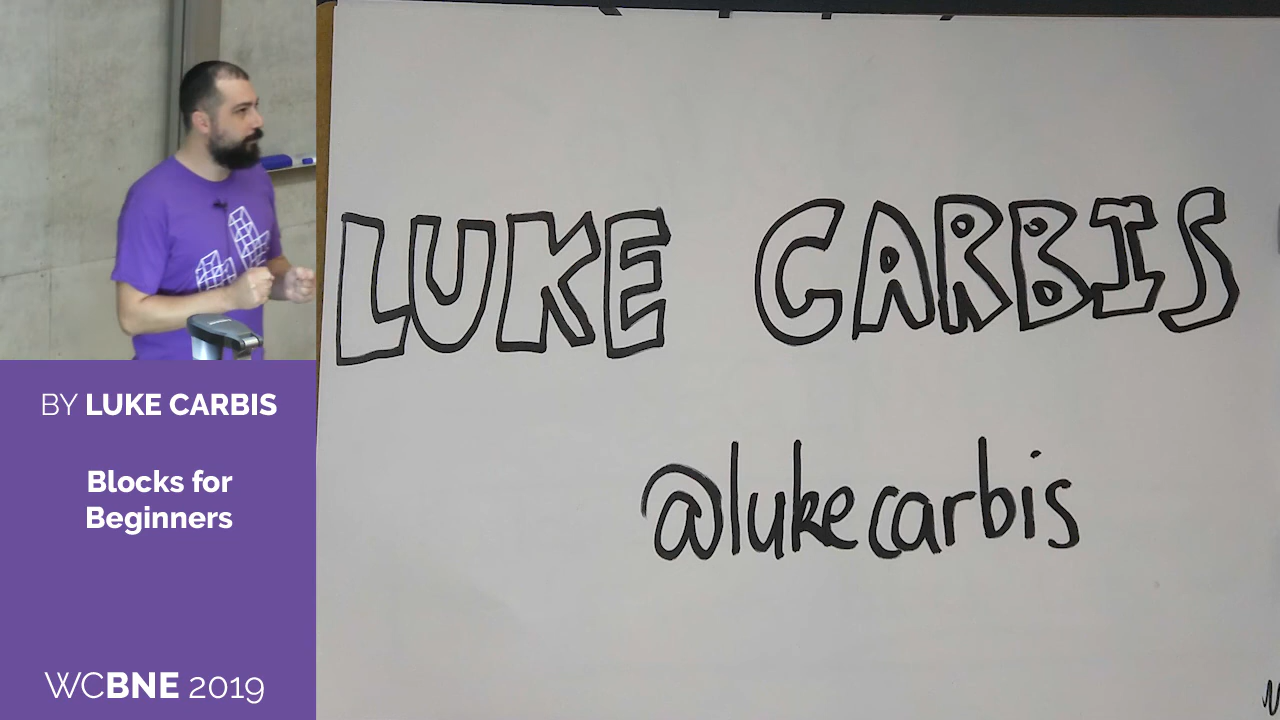 BY LUKE CARBIS
Blocks for
Beginners
WCBNE 2019
LUKE CARBIS
@lukecarbis